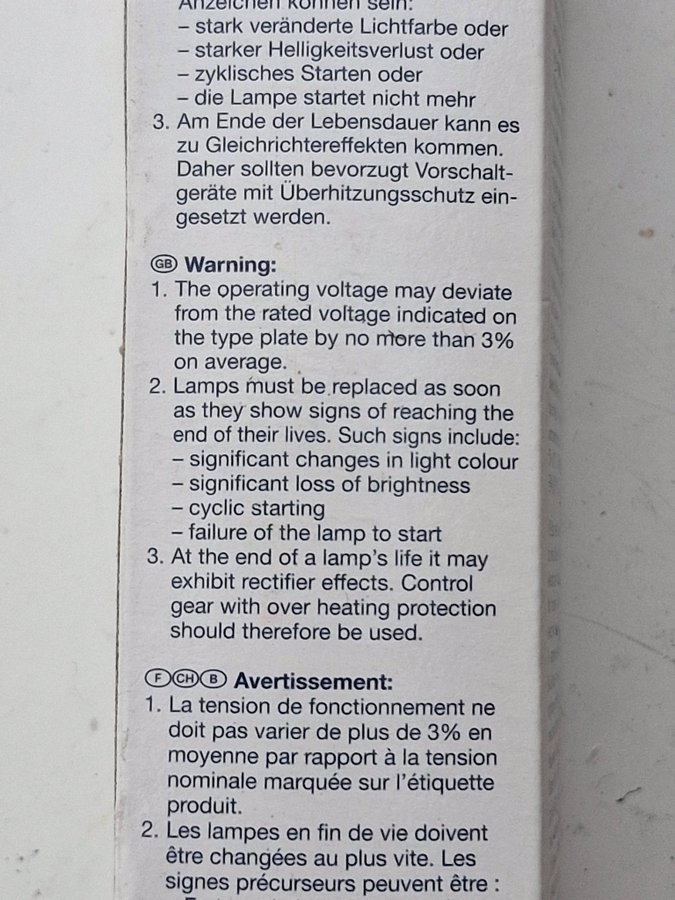 Anzeichen können sein:
– stark veränderte Lichtfarbe oder
– starker Helligkeitsverlust oder
– zyklisches Starten oder
– die Lampe startet nicht mehr
3. Am Ende der Lebensdauer kann es
zu Gleichrichtereffekten kommen.
Daher sollten bevorzugt Vorschalt-
geräte mit Überhitzungsschutz ein-
gesetzt werden.
GB Warning:
1. The operating voltage may deviate
from the rated voltage indicated on
the type plate by no more than 3%
on average.
2. Lamps must be replaced as soon
as they show signs of reaching the
end of their lives. Such signs include:
– significant changes in light colour
– significant loss of brightness
– cyclic starting
– failure of the lamp to start
3. At the end of a lamp's life it may
exhibit rectifier effects. Control
gear with over heating protection
should therefore be used.
F CH B Avertissement:
1. La tension de fonctionnement ne
doit pas varier de plus de 3% en
moyenne par rapport à la tension
nominale marquée sur l'étiquette
produit.
2. Les lampes en fin de vie doivent
être changées au plus vite. Les
signes précurseurs peuvent être :